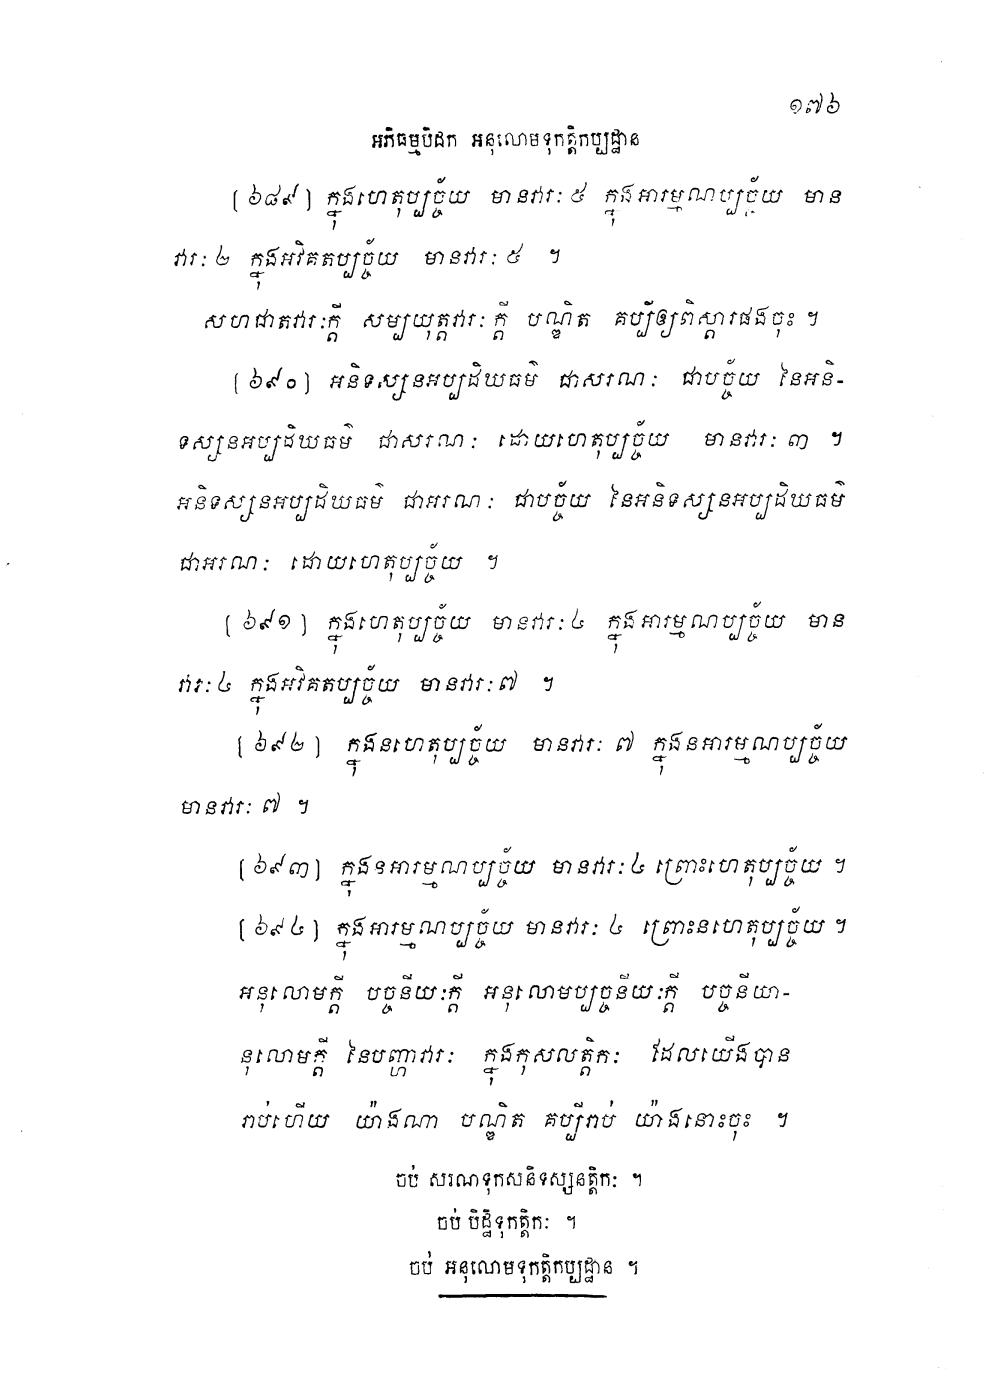 ១៧៦
អភិធម្មបិដក អនុលោមទុកត្តិកប្បដ្ឋាន
(៦៨៩) ក្នុងហេតុប្បច្ច័យ មានវារៈ ៥ ក្នុងអារម្មណប្បច្ច័យ មាន
វារៈ ២ ក្នុងអវិគតប្បច្ច័យ មានវារៈ ៥ ។
សហជាតវារៈក្តី សម្បយុត្តវារៈ ក្តី បណ្ឌិត គប្បីឲ្យពិស្តារផងចុះ ។
(៦៩០) អនិទស្សនអប្បដិឃធម៌ ជាសរណៈ ជាបច្ច័យ នៃអនិ-
ទស្សនអប្បដិឃធម៌ ជាសរណៈ ដោយហេតុប្បច្ច័យ មានវារៈ ៣ ។
អនិទស្សនអប្បដិឃធម៌ ជាអរណៈ ជាបច្ច័យ នៃអនិទស្សនអប្បដិឃធម៌
ជាអរណៈ ដោយហេតុប្បច្ច័យ ។
(៦៩១) ក្នុងហេតុប្បច្ច័យ មានវារៈ ៤ ក្នុងអារម្មណប្បច្ច័យ មាន
វារៈ ៤ ក្នុងអវិគតប្បច្ច័យ មានវារៈ ៧ ។
(៦៩២) ក្នុងនហេតុប្បច្ច័យ មានវារៈ ៧ ក្នុងនអារម្មណប្បច្ច័យ
មានវារៈ ៧ ។
(៦៩៣) ក្នុងនអារម្មណប្បច្ច័យ មានវារៈ ៤ ព្រោះហេតុប្បច្ច័យ ។
(៦៩៤) ក្នុងអារម្មណប្បច្ច័យ មានវារៈ ៤ ព្រោះនហេតុប្បច្ច័យ ។
អនុលោមក្តី បច្ចនីយៈក្តី អនុលោមប្បច្ចនីយៈក្តី បច្ចនីយា-
នុលោមក្តី នៃបញ្ហាវារៈ ក្នុងកុសលត្តិកៈ ដែលយើងបាន
រាប់ហើយ យ៉ាងណា បណ្ឌិត គប្បីរាប់ យ៉ាងនោះចុះ ។
ចប់ សរណទុកសនិទស្សនត្តិកៈ ។
ចប់ បិដ្ឋិទុកត្តិកៈ ។
ចប់ អនុលោមទុកត្តិកប្បដ្ឋាន ។